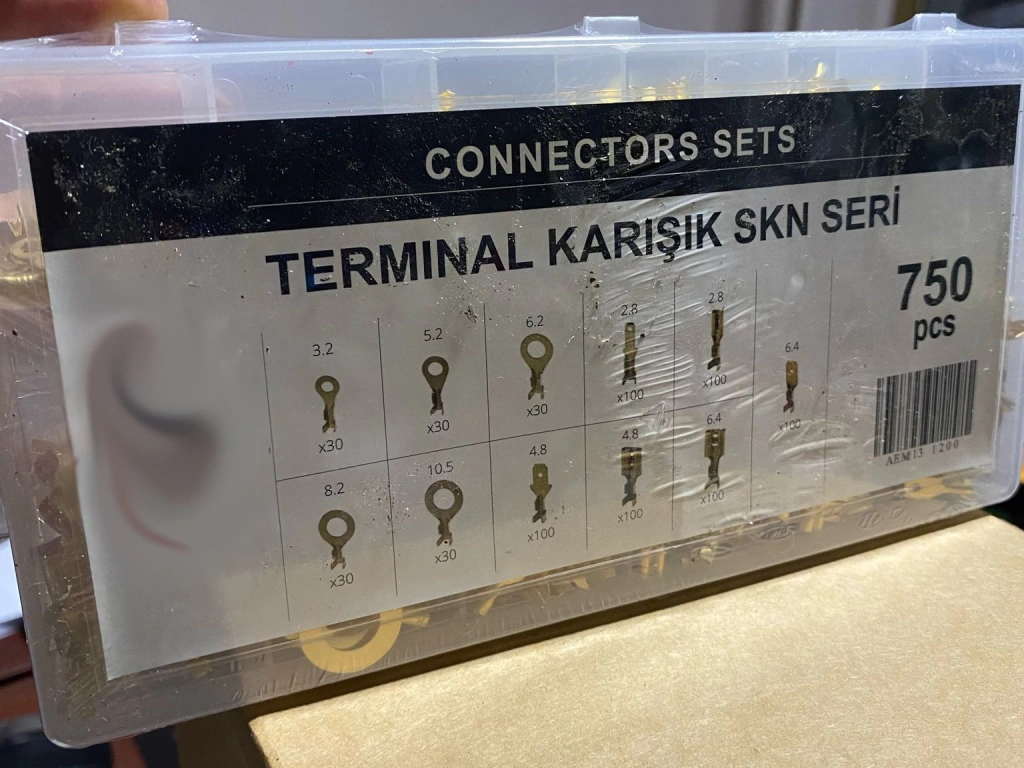 CONNECTORS SETS
TERMINAL KARIŞIK SKN SERİ
750
pcs
3.2
x30
5.2
x30
6.2
x30
2.8
x100
2.8
x100
6.4
x100
8.2
x30
10.5
x30
4.8
x100
4.8
x100
6.4
x100
AEM13 1200